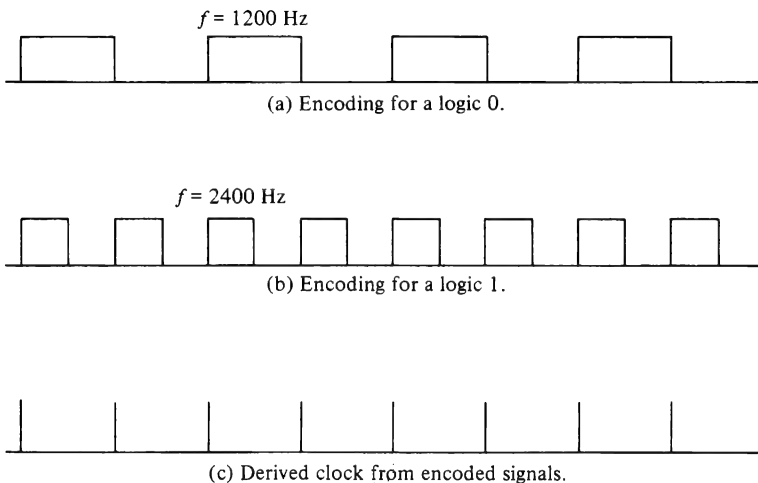 f = 1200 Hz
(a) Encoding for a logic 0.
f = 2400 Hz
(b) Encoding for a logic 1.
(c) Derived clock from encoded signals.